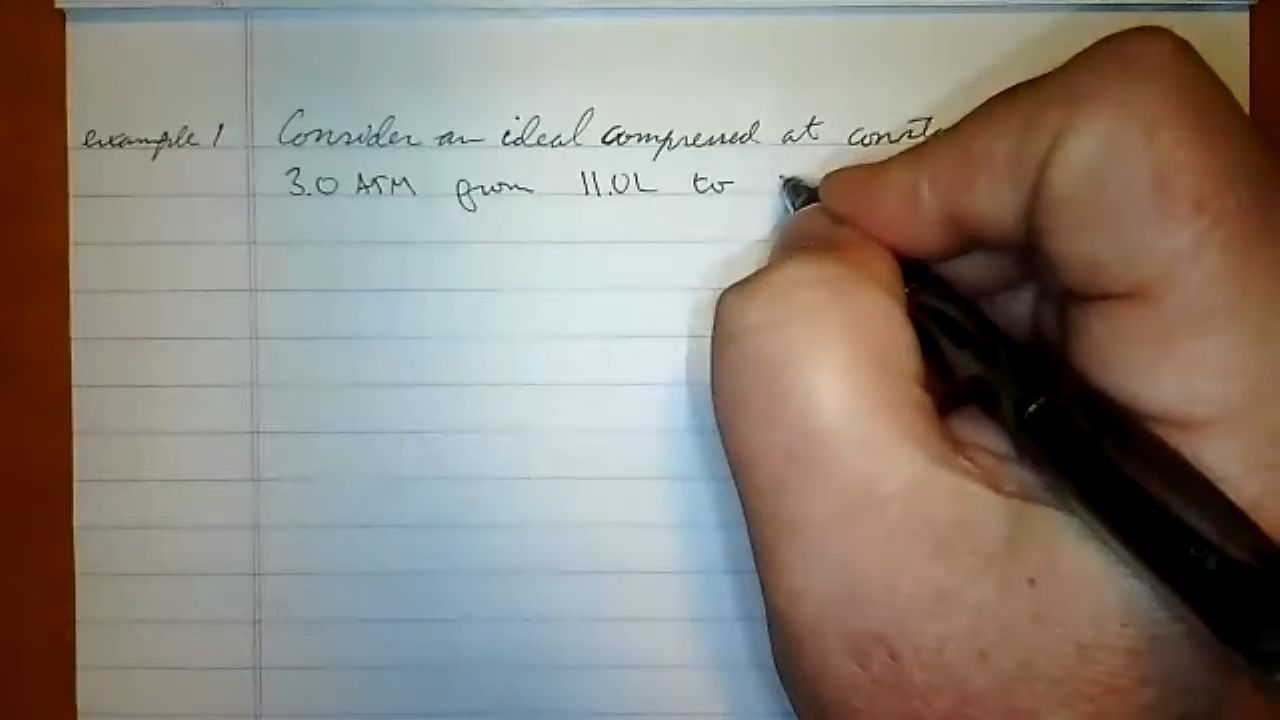 example 1 Consider an ideal compressed at const
3.0 ATM from 11.0L to